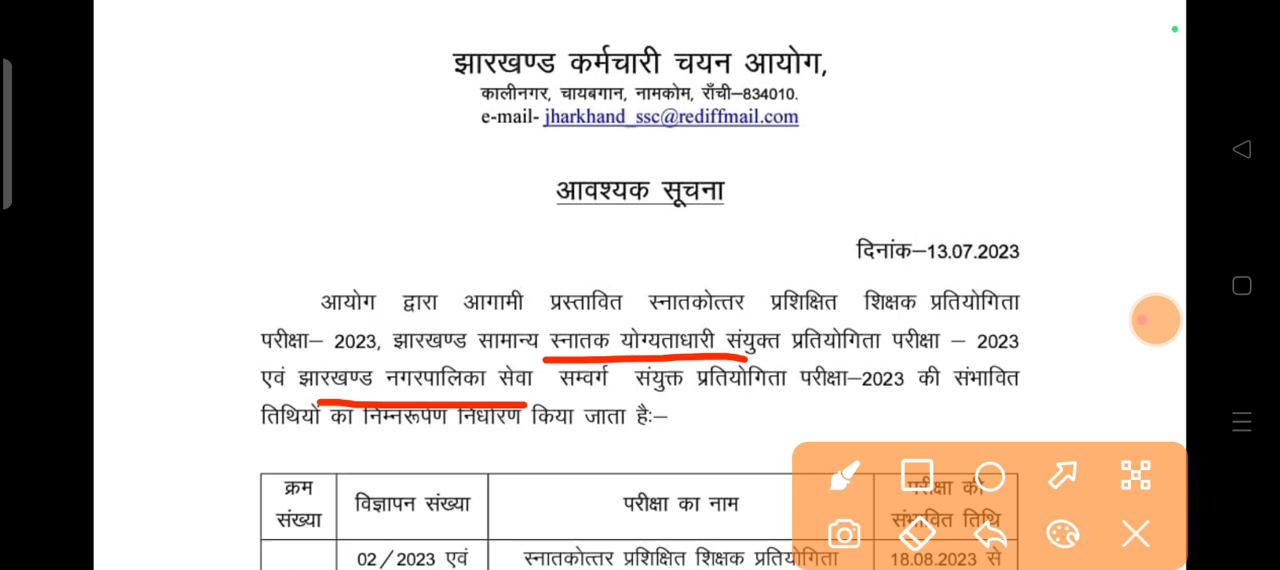 झारखण्ड कर्मचारी चयन आयोग,
कालीनगर, चायबगान, नामकोम, राँची–834010.
e-mail- jharkhand_ssc@rediffmail.com
आवश्यक सूचना
दिनांक–13.07.2023
आयोग द्वारा आगामी प्रस्तावित स्नातकोत्तर प्रशिक्षित शिक्षक प्रतियोगिता
परीक्षा– 2023, झारखण्ड सामान्य स्नातक योग्यताधारी संयुक्त प्रतियोगिता परीक्षा – 2023
एवं झारखण्ड नगरपालिका सेवा सम्वर्ग संयुक्त प्रतियोगिता परीक्षा–2023 की संभावित
तिथियों का निम्नरूपेण निर्धारण किया जाता हैः–
क्रम संख्या
विज्ञापन संख्या
परीक्षा का नाम
परीक्षा की
संभावित तिथि
02/2023 एवं
स्नातकोत्तर प्रशिक्षित शिक्षक प्रतियोगिता
18.08.2023 से